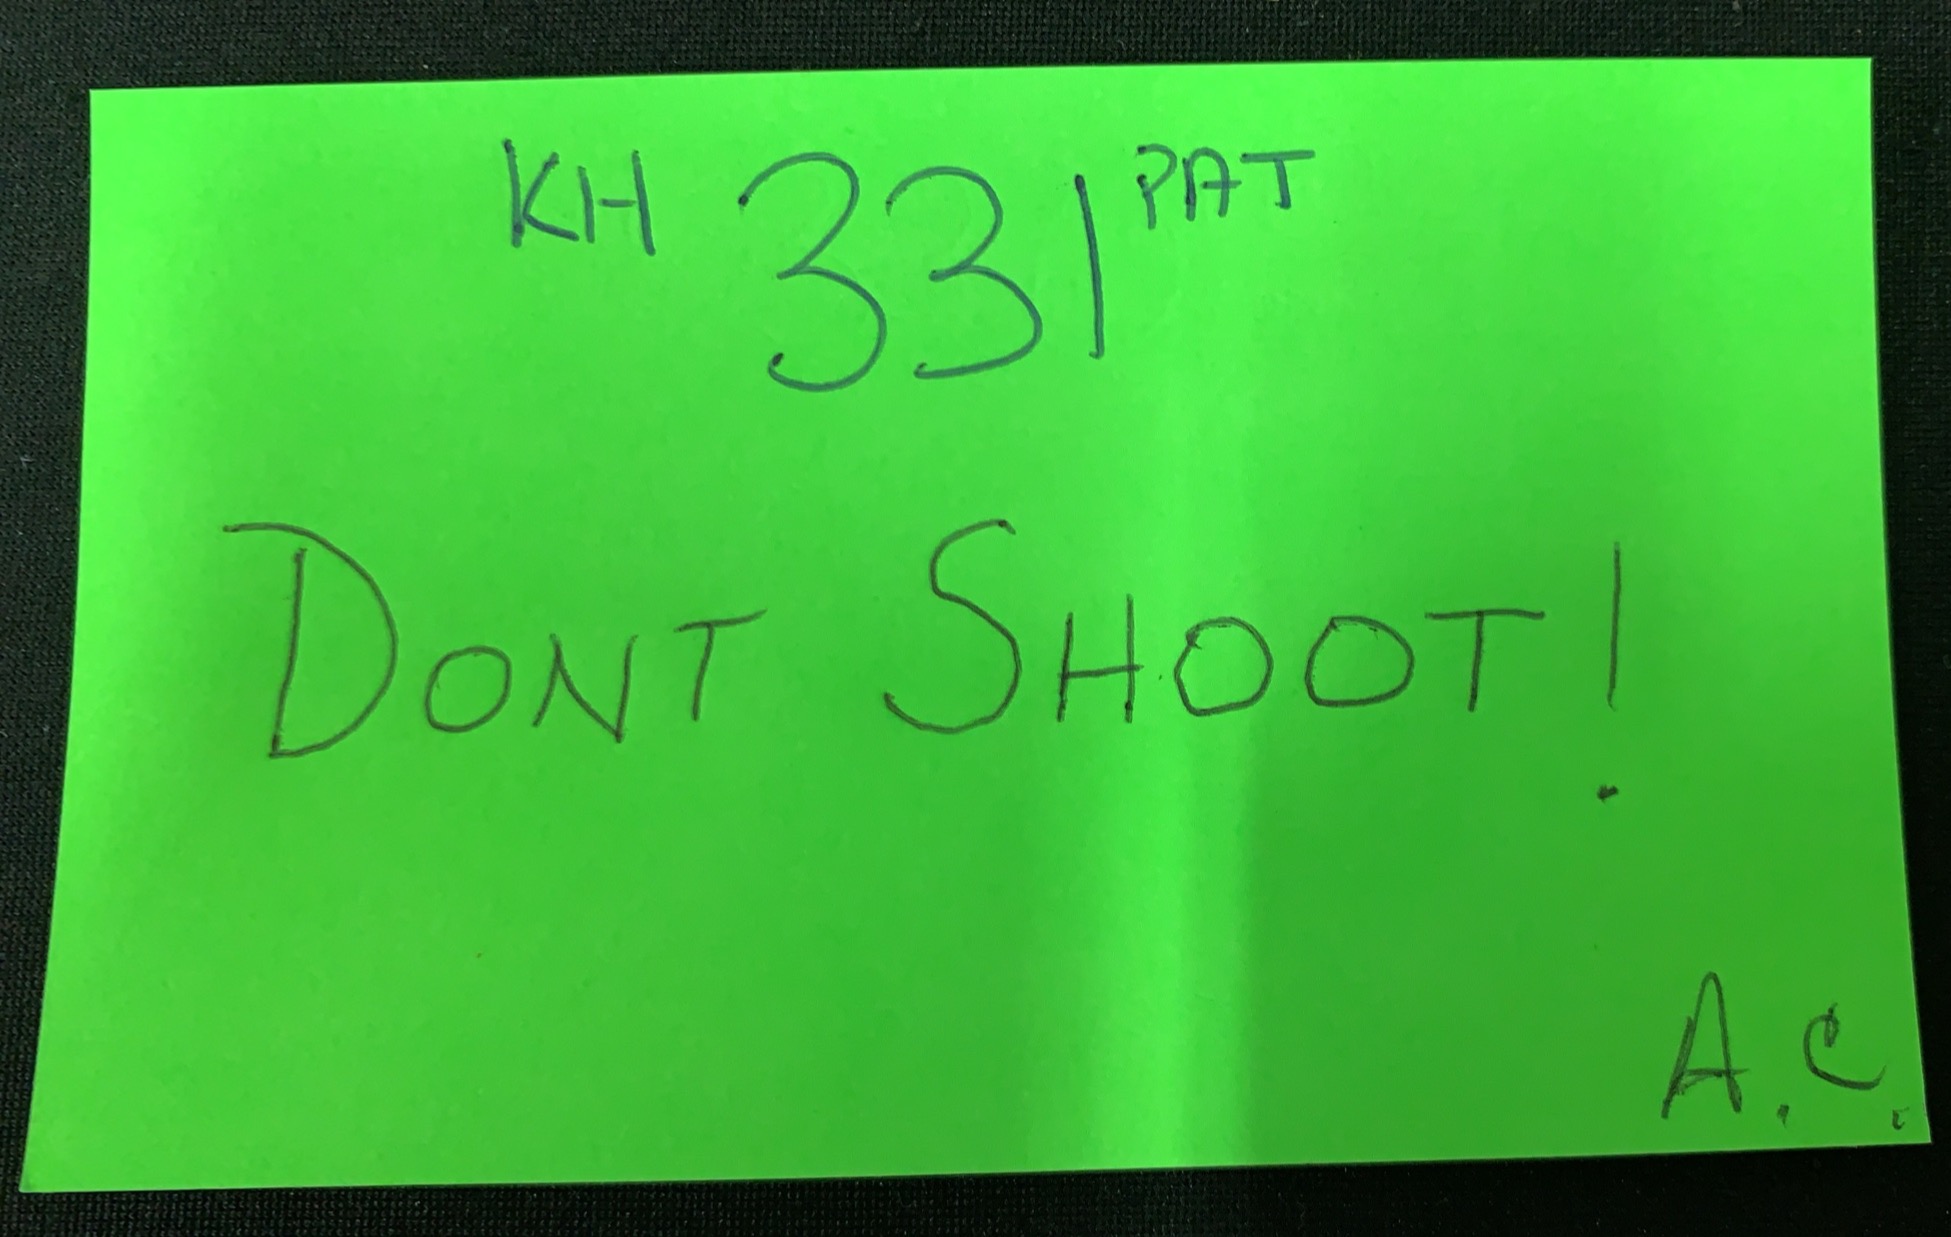 KH 331 PAT
DONT SHOOT!
A.C.